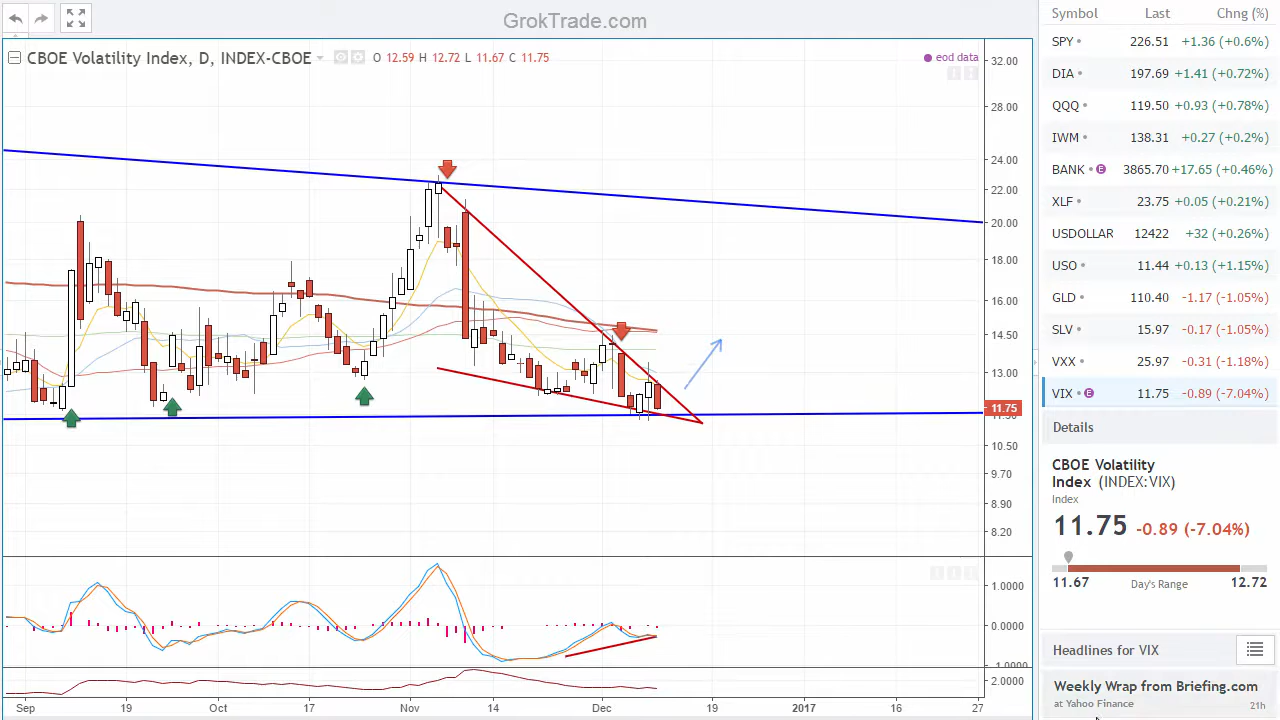 GrokTrade.com
CBOE Volatility Index, D, INDEX-CBOE O 12.59 H 12.72 L 11.67 C 11.75
eod data
32.00
28.00
24.00
22.00
20.00
18.00
16.00
14.50
13.00
11.75
10.50
9.70
8.90
8.20
1.0000
0.0000
-1.0000
2.0000
Sep 19 Oct 17 Nov 14 Dec 19 2017 16 27
Symbol Last Chng (%)
SPY 226.51 +1.36 (+0.6%)
DIA 197.69 +1.41 (+0.72%)
QQQ 119.50 +0.93 (+0.78%)
IWM 138.31 +0.27 (+0.2%)
BANK E 3865.70 +17.65 (+0.46%)
XLF 23.75 +0.05 (+0.21%)
USDOLLAR 12422 +32 (+0.26%)
USO 11.44 +0.13 (+1.15%)
GLD 110.40 -1.17 (-1.05%)
SLV 15.97 -0.17 (-1.05%)
VXX 25.97 -0.31 (-1.18%)
VIX E 11.75 -0.89 (-7.04%)
Details
CBOE Volatility
Index (INDEX:VIX)
Index
11.75 -0.89 (-7.04%)
11.67 Day's Range 12.72
Headlines for VIX
Weekly Wrap from Briefing.com
at Yahoo Finance 21h